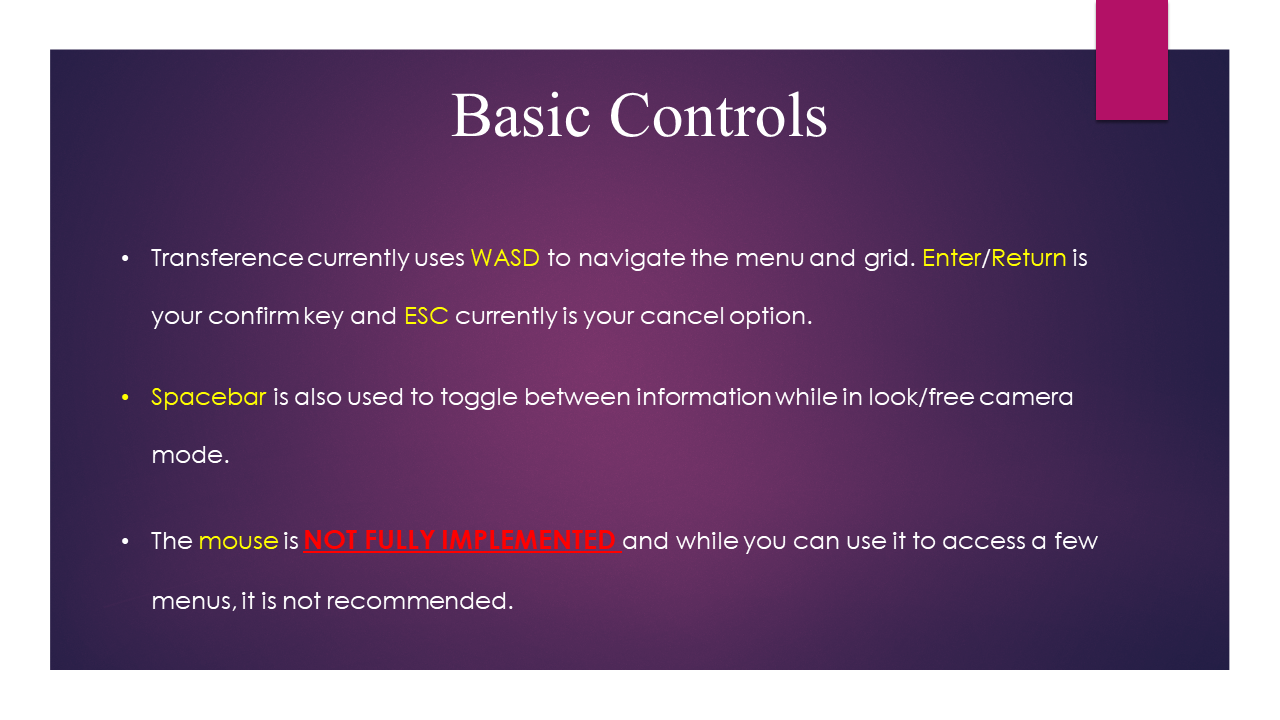 Basic Controls
• Transference currently uses WASD to navigate the menu and grid. Enter/Return is
your confirm key and ESC currently is your cancel option.
• Spacebar is also used to toggle between information while in look/free camera
mode.
• The mouse is NOT FULLY IMPLEMENTED and while you can use it to access a few
menus, it is not recommended.